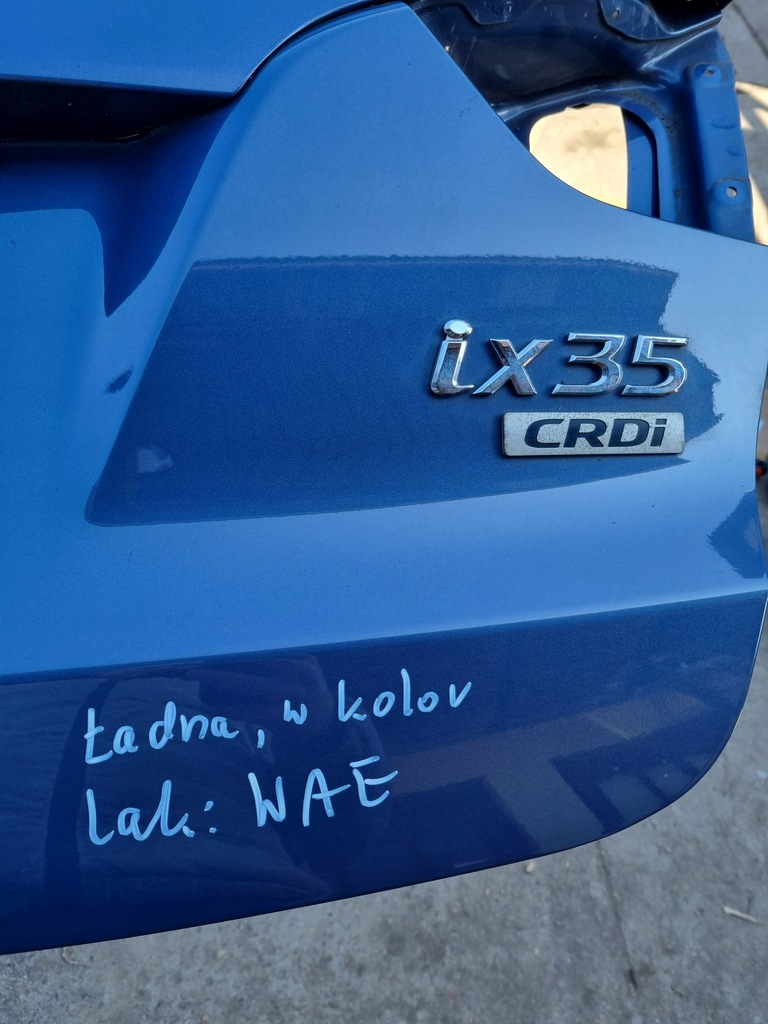 ix35
CRDi
Ładna, w kolor
lak.: WAE